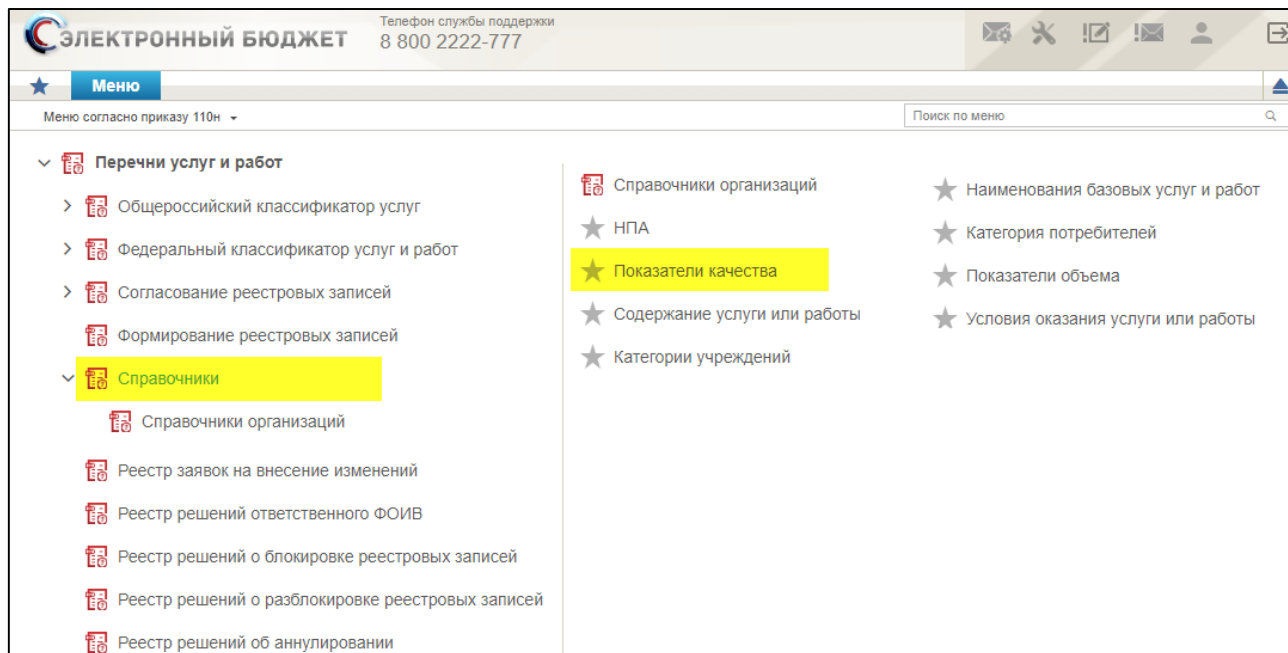 ЭЛЕКТРОННЫЙ БЮДЖЕТ
Телефон службы поддержки
8 800 2222-777
Меню
Меню согласно приказу 110н
Поиск по меню
Перечни услуг и работ
Общероссийский классификатор услуг
Федеральный классификатор услуг и работ
Согласование реестровых записей
Формирование реестровых записей
Справочники
Справочники организаций
Реестр заявок на внесение изменений
Реестр решений ответственного ФОИВ
Реестр решений о блокировке реестровых записей
Реестр решений о разблокировке реестровых записей
Реестр решений об аннулировании
Справочники организаций
НПА
Показатели качества
Содержание услуги или работы
Категории учреждений
Наименования базовых услуг и работ
Категория потребителей
Показатели объема
Условия оказания услуги или работы